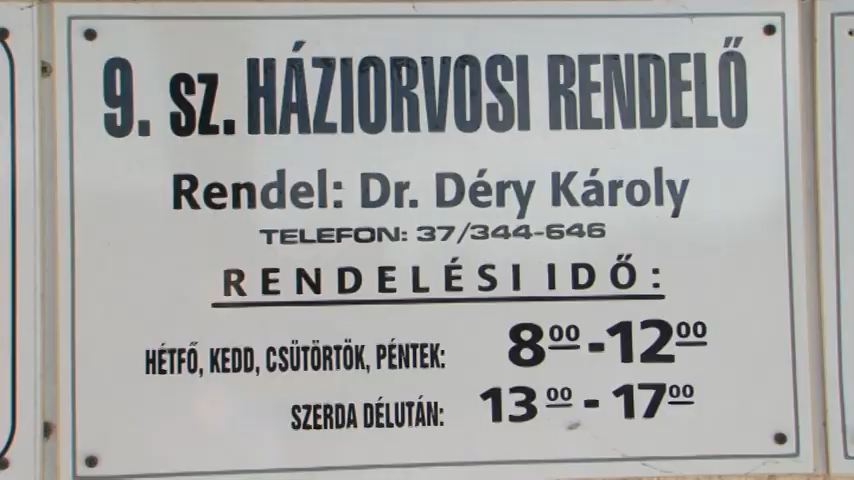 9. SZ. HÁZIORVOSI RENDELŐ
Rendel: Dr. Déry Károly
TELEFON: 37/344-646
RENDELÉSI IDŐ:
HÉTFŐ, KEDD, CSÜTÖRTÖK, PÉNTEK: 8⁰⁰-12⁰⁰
SZERDA DÉLUTÁN: 13⁰⁰ - 17⁰⁰